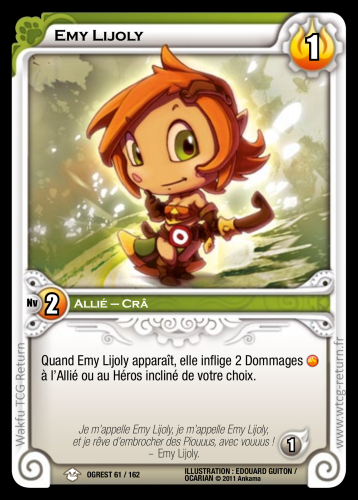 Emy Lijoly
1
Nv 2 Allié – Crâ
Quand Emy Lijoly apparaît, elle inflige 2 Dommages
à l'Allié ou au Héros incliné de votre choix.
Je m'appelle Emy Lijoly, je m'appelle Emy Lijoly,
et je rêve d'embrocher des Piouuus, avec vouuus !
– Emy Lijoly.
1
OGREST 61 / 162
ILLUSTRATION : EDOUARD GUITON /
OCARIAN © 2011 Ankama
Wakfu TCG Return
www.wtcg-return.fr